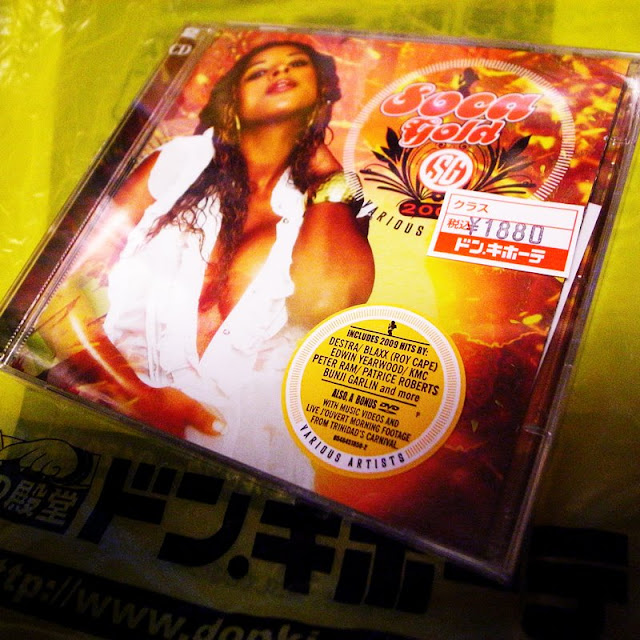 CD
Soca
Gold
SG
200
VARIOUS
クラス
税込 ¥1880
ドン.キホーテ
INCLUDES 2009 HITS BY:
DESTRA/ BLAXX (ROY CAPE)
EDWIN YEARWOOD/ KMC
PETER RAM/ PATRICE ROBERTS
BUNJI GARLIN and more
ALSO, A BONUS DVD
WITH MUSIC VIDEOS AND
LIVE J'OUVERT MORNING FOOTAGE
FROM TRINIDAD'S CARNIVAL
VARIOUS ARTISTS
の殿堂
ドン.キホーテ
http://www.donki